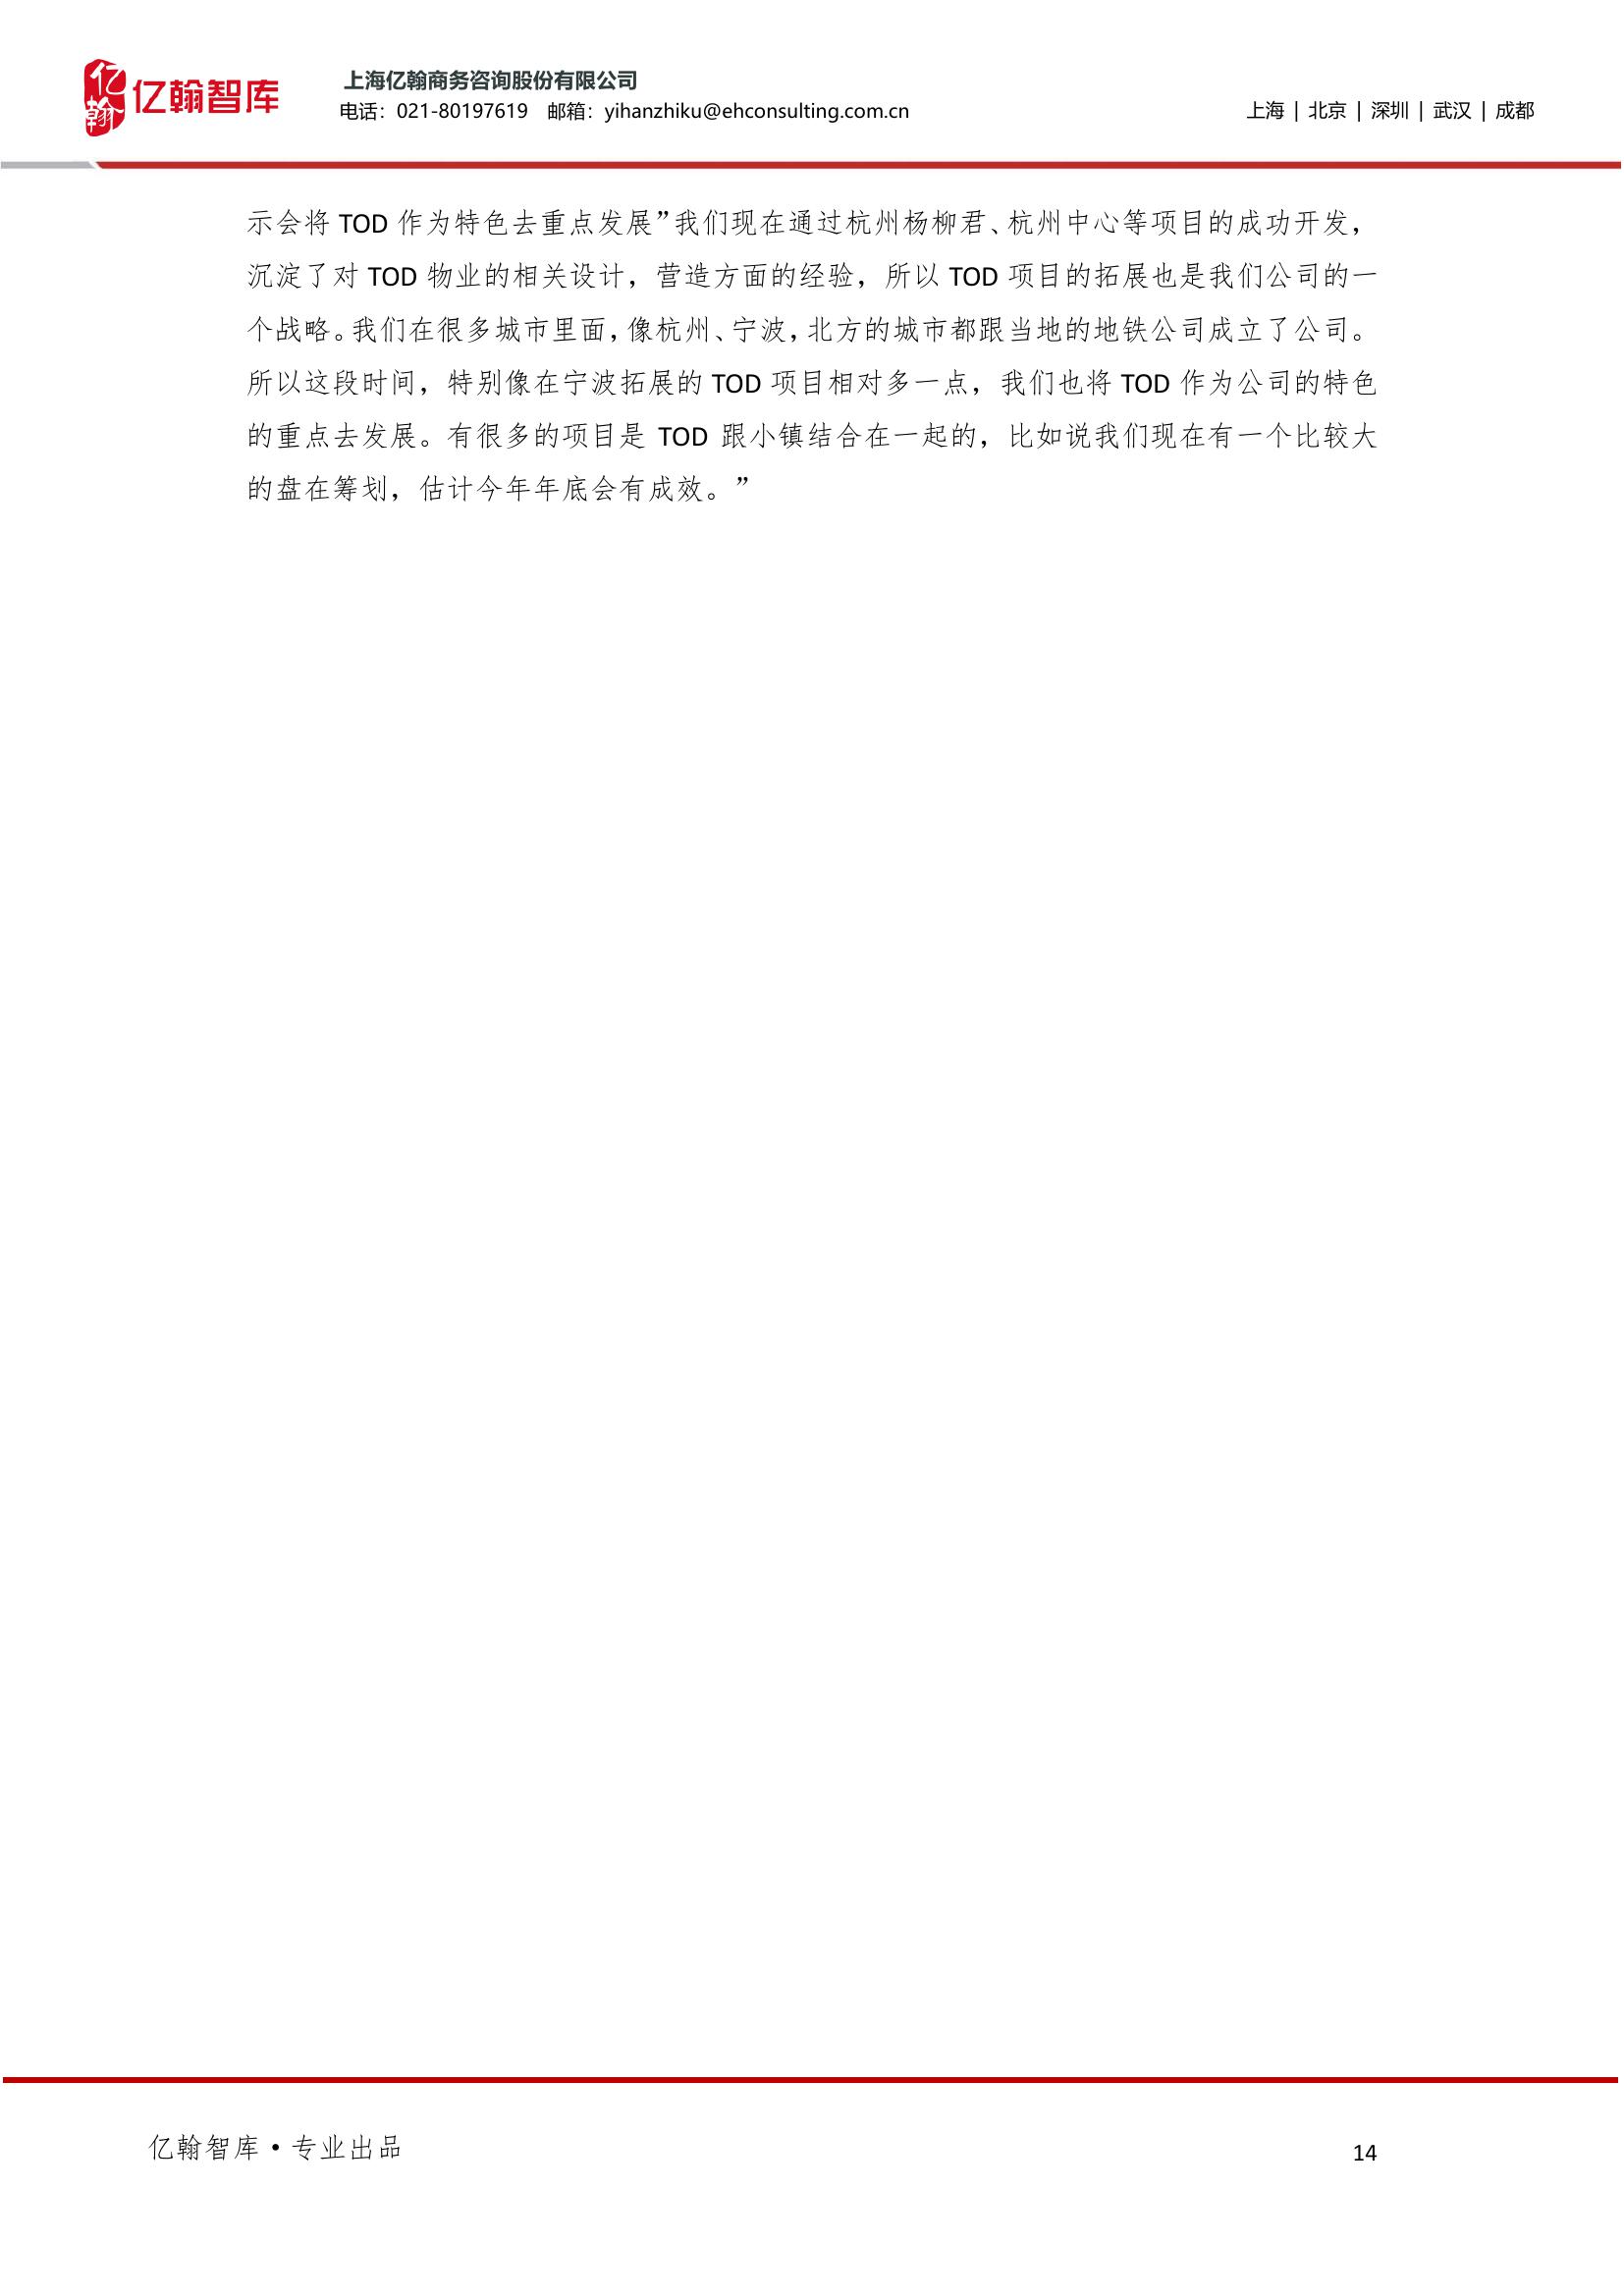 亿翰
亿翰智库
上海亿翰商务咨询股份有限公司
电话：021-80197619 邮箱：yihanzhiku@ehconsulting.com.cn
上海 | 北京 | 深圳 | 武汉 | 成都
示会将 TOD 作为特色去重点发展”我们现在通过杭州杨柳君、杭州中心等项目的成功开发，
沉淀了对 TOD 物业的相关设计，营造方面的经验，所以 TOD 项目的拓展也是我们公司的一
个战略。我们在很多城市里面，像杭州、宁波，北方的城市都跟当地的地铁公司成立了公司。
所以这段时间，特别像在宁波拓展的 TOD 项目相对多一点，我们也将 TOD 作为公司的特色
的重点去发展。有很多的项目是 TOD 跟小镇结合在一起的，比如说我们现在有一个比较大
的盘在筹划，估计今年年底会有成效。”
亿翰智库·专业出品
14